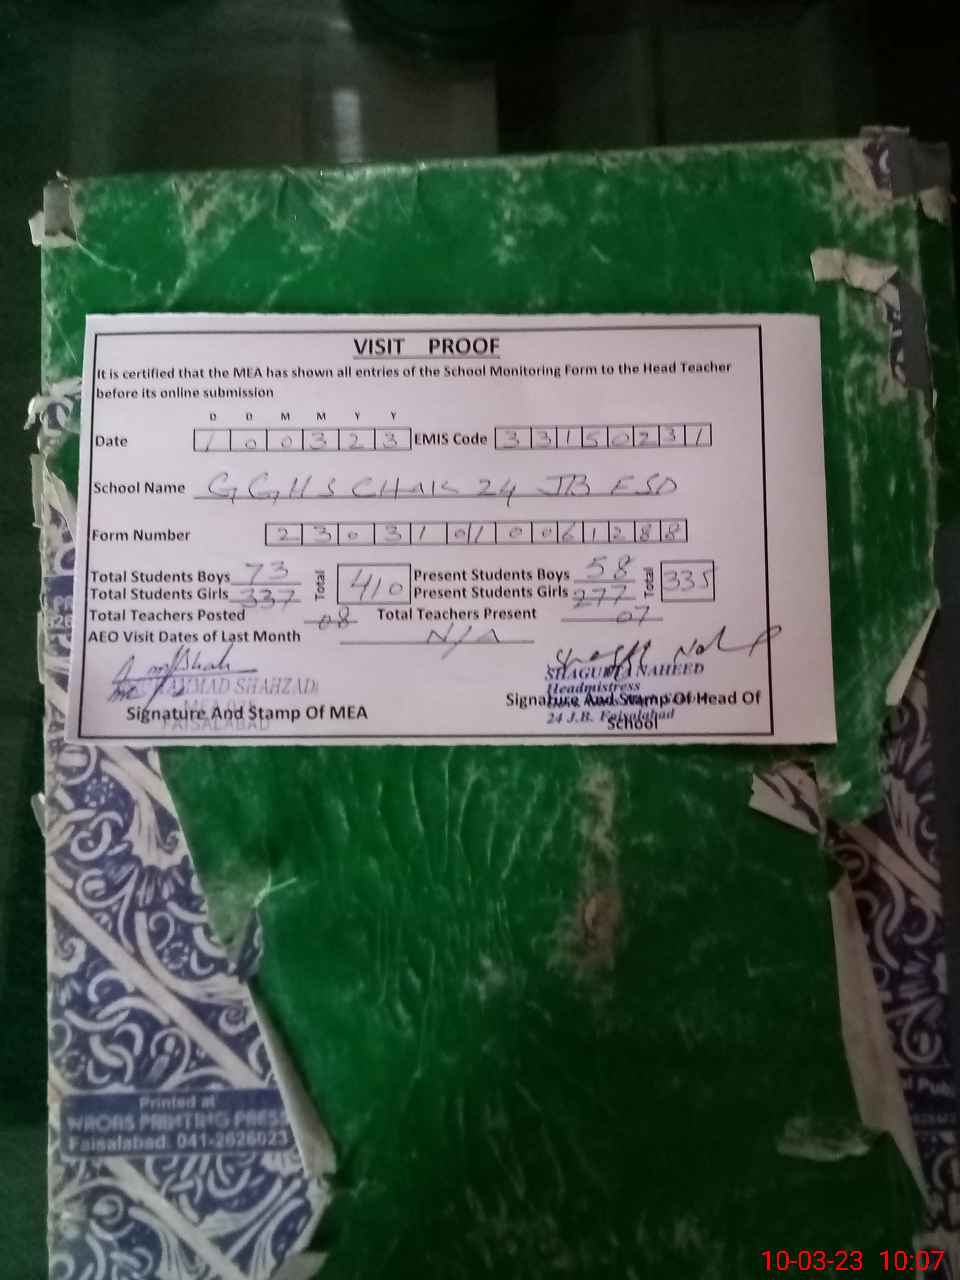 VISIT PROOF
It is certified that the MEA has shown all entries of the School Monitoring Form to the Head Teacher
before its online submission
D D M M Y Y
Date 1 0 0 3 2 3 EMIS Code 3 3 1 5 0 2 3 1
School Name GGHS CHAK 24 JB FSD
Form Number 2 3 0 3 1 0 1 0 0 6 1 2 8 8
Total Students Boys 73 Total 410 Present Students Boys 58 Total 335
Total Students Girls 337 Present Students Girls 277
Total Teachers Posted 08 Total Teachers Present 07
AEO Visit Dates of Last Month N/A
SHAHZAD
FAISALABAD
Signature And Stamp Of MEA
SHAGUFTA NAHEED
Headmistress
Signature And Stamp Of Head Of
24 J.B. Faisalabad
School
Printed at
WAQAS PRINTING PRESS
Faisalabad. 041-2626023
10-03-23 10:07